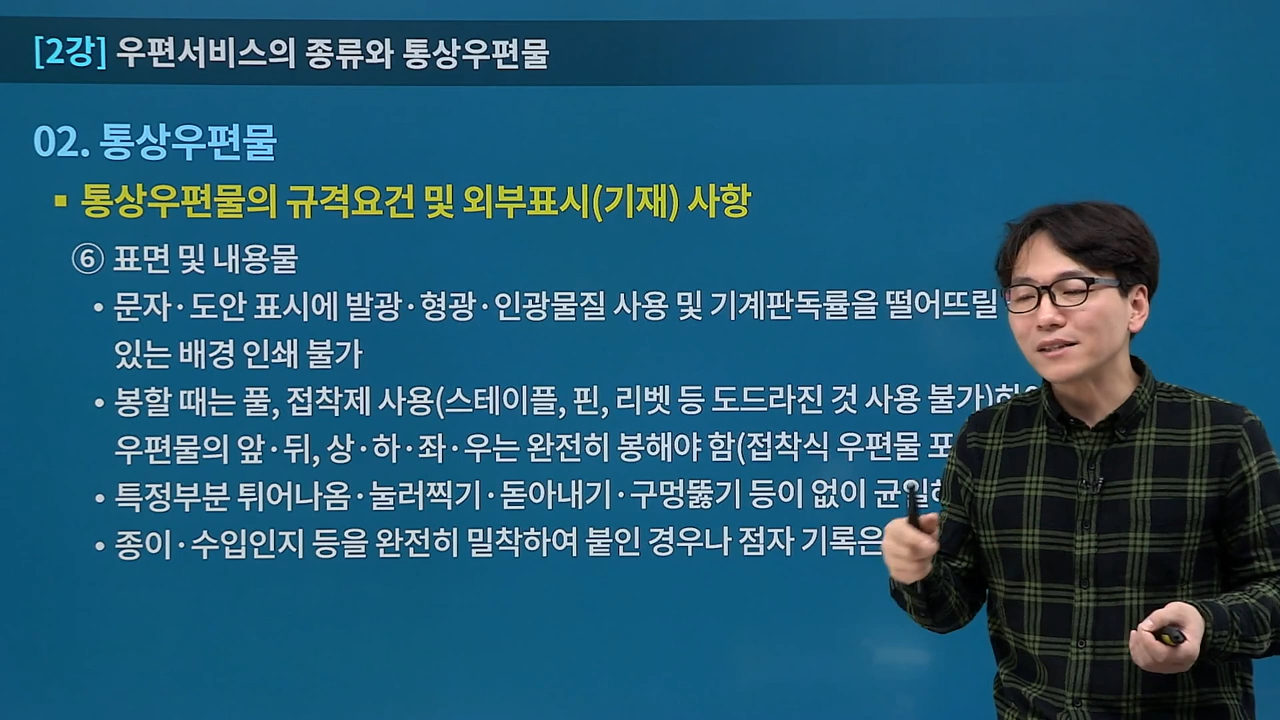 [2강] 우편서비스의 종류와 통상우편물
02. 통상우편물
▪ 통상우편물의 규격요건 및 외부표시(기재) 사항
⑥ 표면 및 내용물
• 문자·도안 표시에 발광·형광·인광물질 사용 및 기계판독률을 떨어뜨릴
있는 배경 인쇄 불가
• 봉할 때는 풀, 접착제 사용(스테이플, 핀, 리벳 등 도드라진 것 사용 불가)
우편물의 앞·뒤, 상·하·좌·우는 완전히 봉해야 함(접착식 우편물
• 특정부분 튀어나옴·눌러찍기·돋아내기·구멍뚫기 등이 없이
• 종이·수입인지 등을 완전히 밀착하여 붙인 경우나 점자 기록은